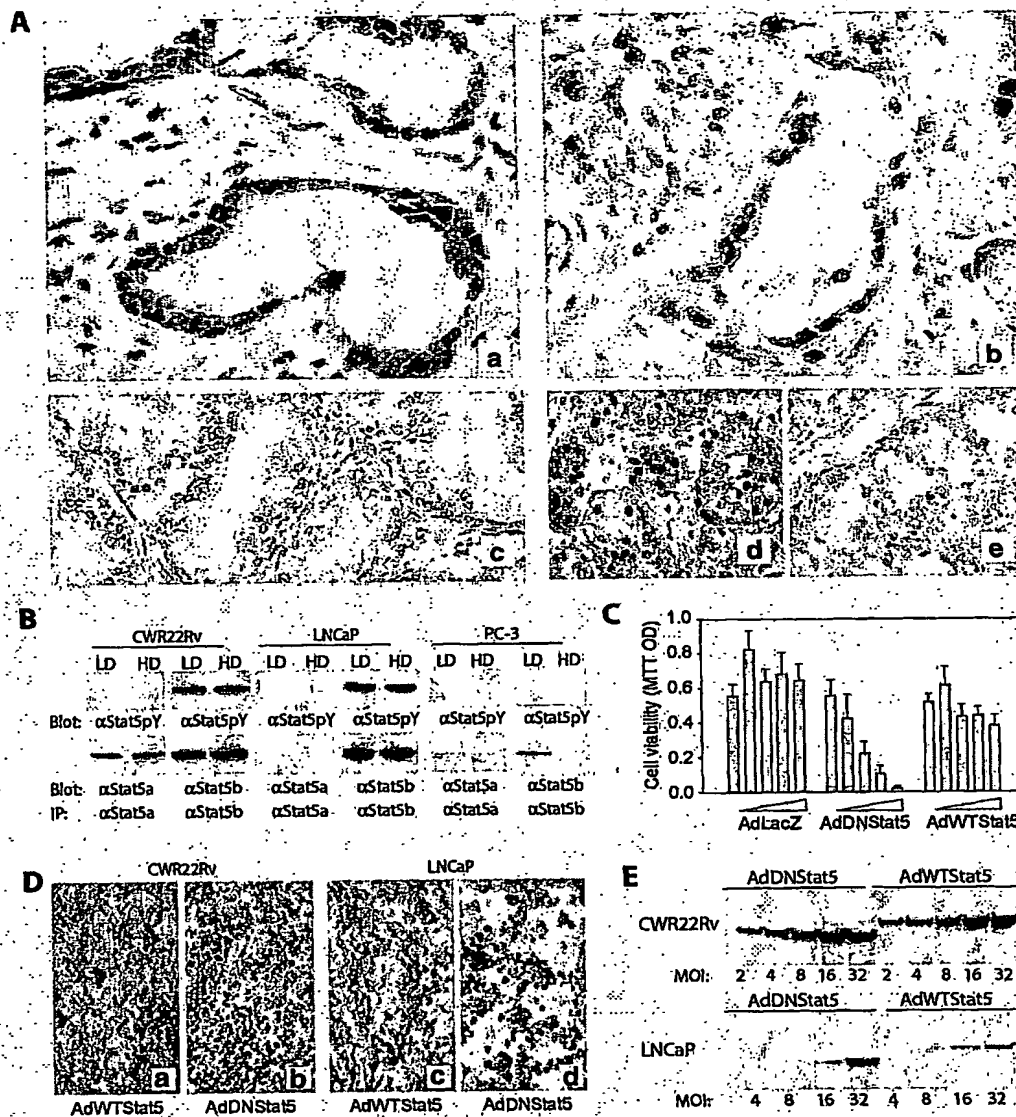 A
a
b
c
d
e
B
CWR22Rv LNCaP PC-3
LD HD LD HD LD HD LD HD LD HD LD HD
Blot: αStat5pY αStat5pY αStat5pY αStat5pY αStat5pY αStat5pY
Blot: αStat5a αStat5b αStat5a αStat5b αStat5a αStat5b
IP: αStat5a αStat5b αStat5a αStat5b αStat5a αStat5b
C
Cell viability (MTT OD)
1.0
0.8
0.6
0.4
0.2
0.0
AdLacZ AdDNStat5 AdWTStat5
D
CWR22Rv LNCaP
a b c d
AdWTStat5 AdDNStat5 AdWTStat5 AdDNStat5
E
AdDNStat5 AdWTStat5
CWR22Rv
MOI: 2 4 8 16 32 2 4 8 16 32
AdDNStat5 AdWTStat5
LNCaP
MOI: 4 8 16 32 4 8 16 32